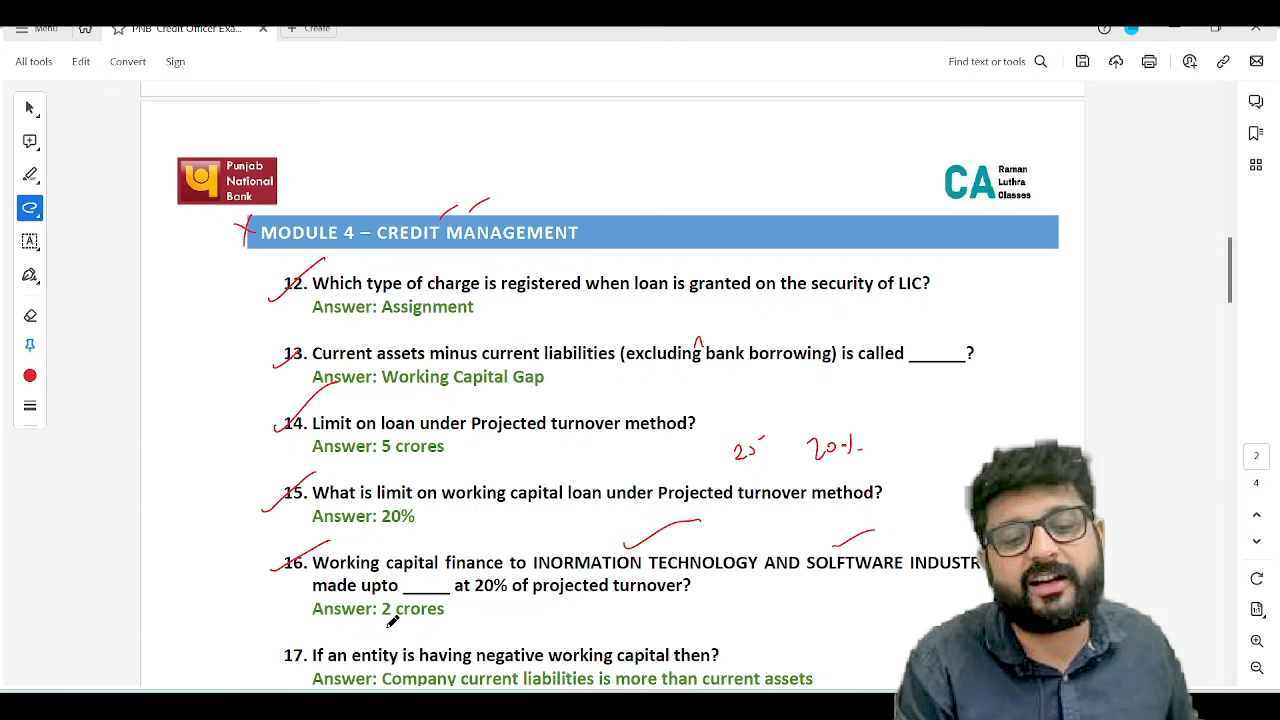 Menu
PNB Credit Officer Exa...
Create
All tools Edit Convert Sign
Find text or tools
Punjab
National
Bank
CA Raman
Luthra
Classes
MODULE 4 – CREDIT MANAGEMENT
12. Which type of charge is registered when loan is granted on the security of LIC?
Answer: Assignment
13. Current assets minus current liabilities (excluding bank borrowing) is called ______?
Answer: Working Capital Gap
14. Limit on loan under Projected turnover method?
Answer: 5 crores
20%
15. What is limit on working capital loan under Projected turnover method?
Answer: 20%
16. Working capital finance to INORMATION TECHNOLOGY AND SOLFTWARE INDUSTR
made upto _____ at 20% of projected turnover?
Answer: 2 crores
17. If an entity is having negative working capital then?
Answer: Company current liabilities is more than current assets
2
4